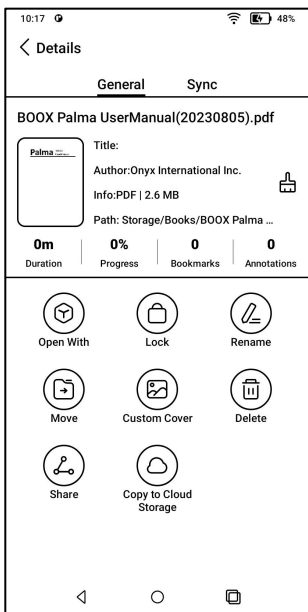 10:17 48%
Details
General Sync
BOOX Palma UserManual(20230805).pdf
Palma
Title:
Author:Onyx International Inc.
Info:PDF | 2.6 MB
Path: Storage/Books/BOOX Palma ...
0m 0% 0 0
Duration Progress Bookmarks Annotations
Open With Lock Rename
Move Custom Cover Delete
Share Copy to Cloud
Storage